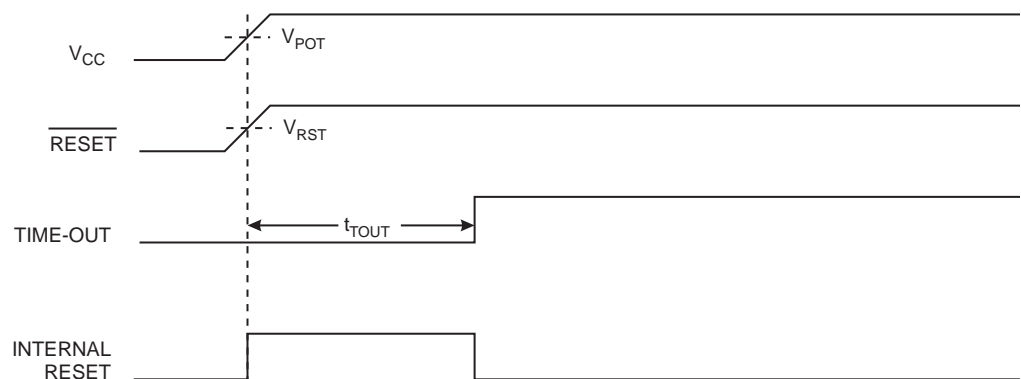 VCC
VPOT
RESET
VRST
TIME-OUT
tTOUT
INTERNAL
RESET